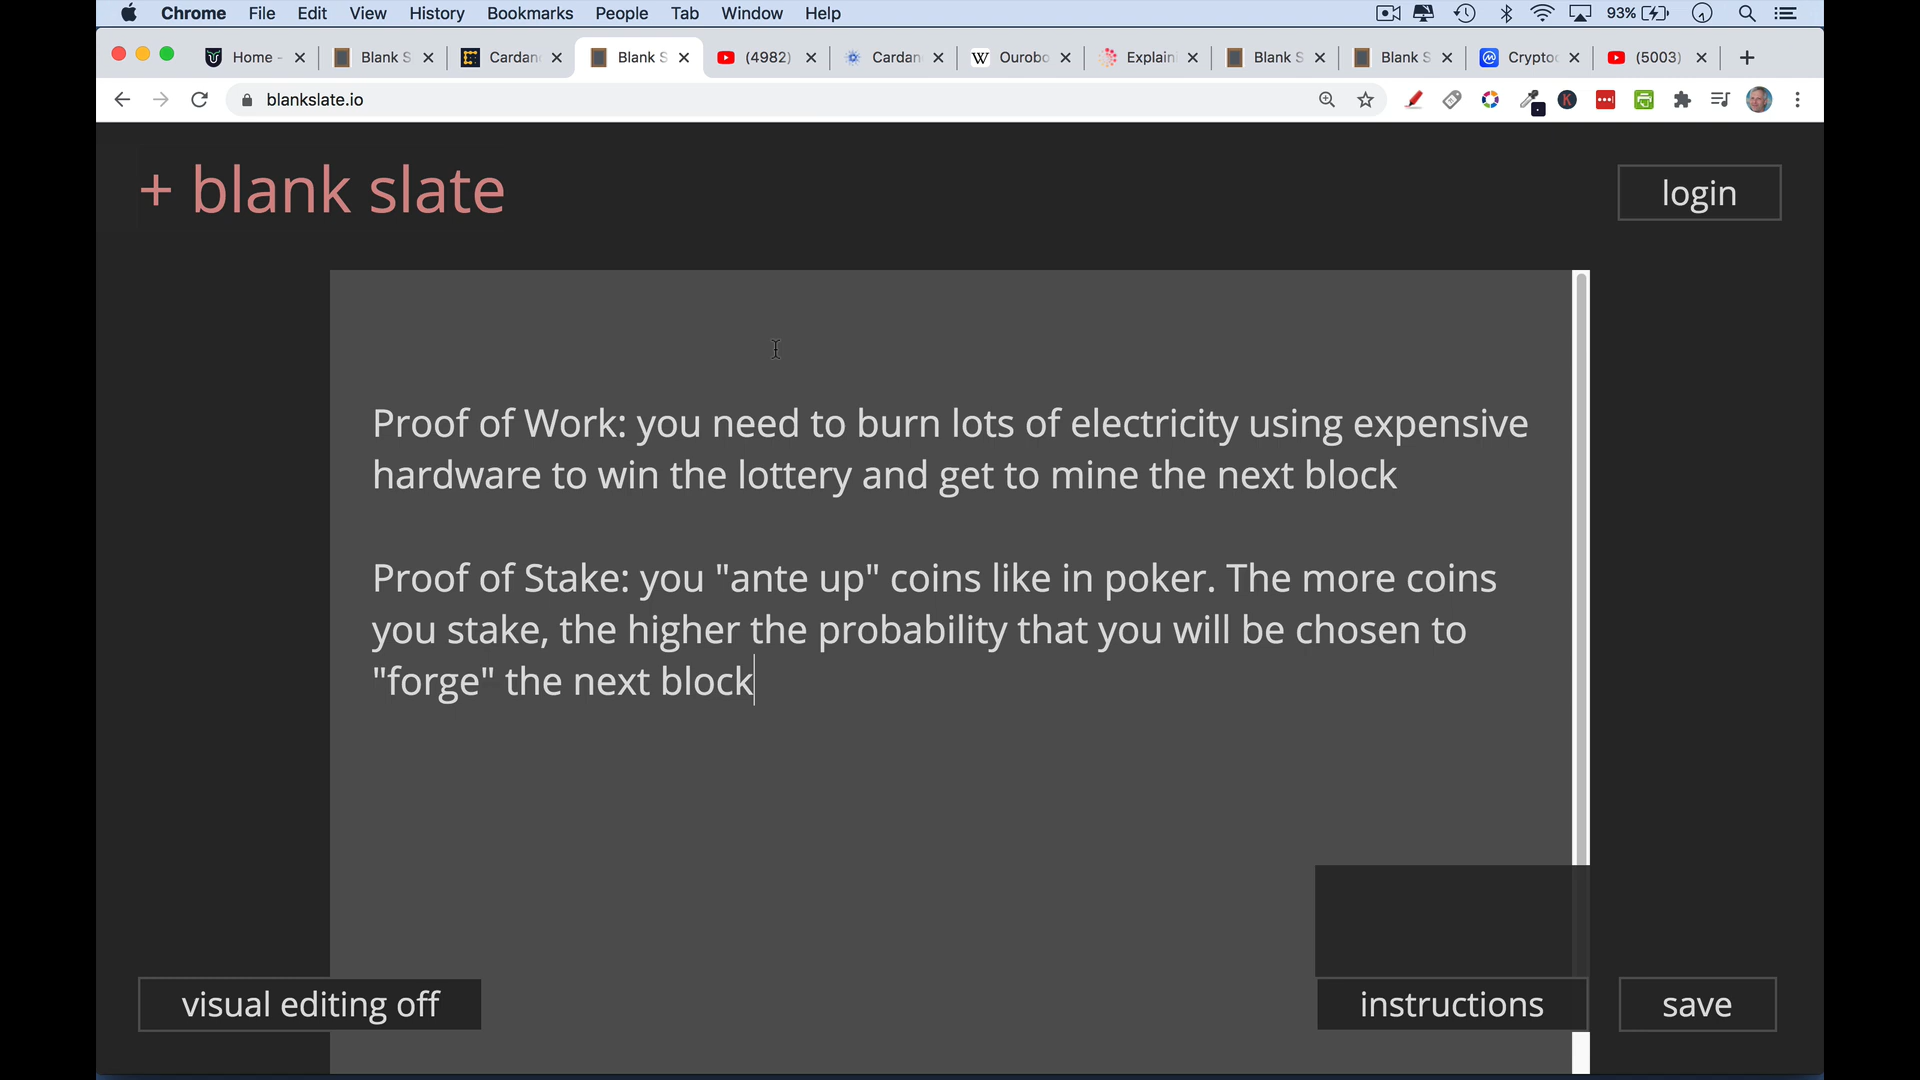 Chrome File Edit View History Bookmarks People Tab Window Help 93%
Home - Blank S Cardan Blank S (4982) Cardan Ourobo Explain Blank S Blank S Crypto (5003)
blankslate.io
+ blank slate
login
Proof of Work: you need to burn lots of electricity using expensive
hardware to win the lottery and get to mine the next block
Proof of Stake: you "ante up" coins like in poker. The more coins
you stake, the higher the probability that you will be chosen to
"forge" the next block
visual editing off
instructions
save